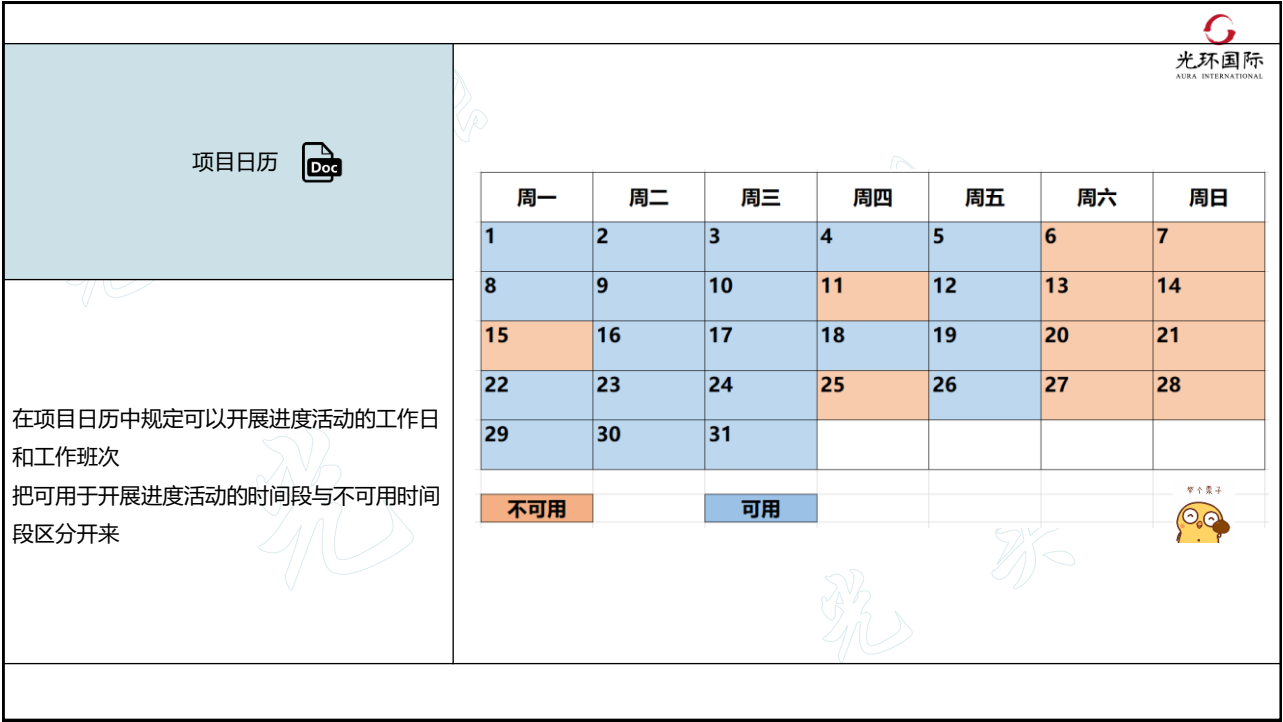 光环国际
AURA INTERNATIONAL
项目日历
Doc
在项目日历中规定可以开展进度活动的工作日
和工作班次
把可用于开展进度活动的时间段与不可用时间
段区分开来
周一 周二 周三 周四 周五 周六 周日
1 2 3 4 5 6 7
8 9 10 11 12 13 14
15 16 17 18 19 20 21
22 23 24 25 26 27 28
29 30 31
不可用 可用
举个栗子